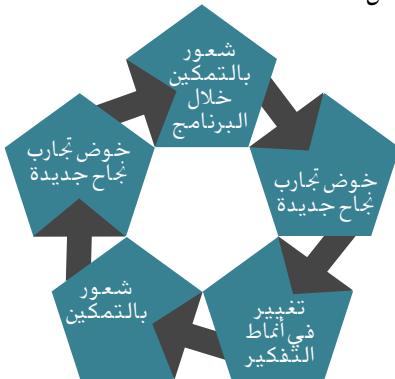 شعور
بالتمكين
خلال
البرنامج
خوض تجارب
نجاح جديدة
تغيير
في أنماط
التفكير
شعور
بالتمكين
خوض تجارب
نجاح جديدة